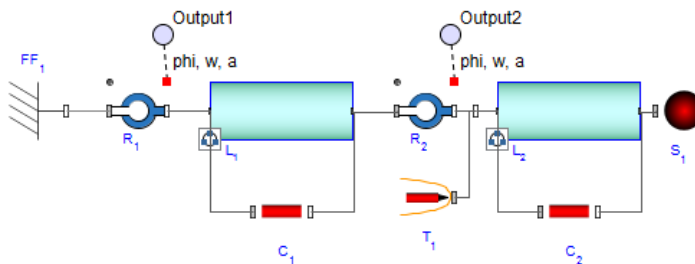 Output1
Output2
FF₁
phi, w, a
phi, w, a
R₁
L₁
R₂
L₂
S₁
T₁
C₁
C₂